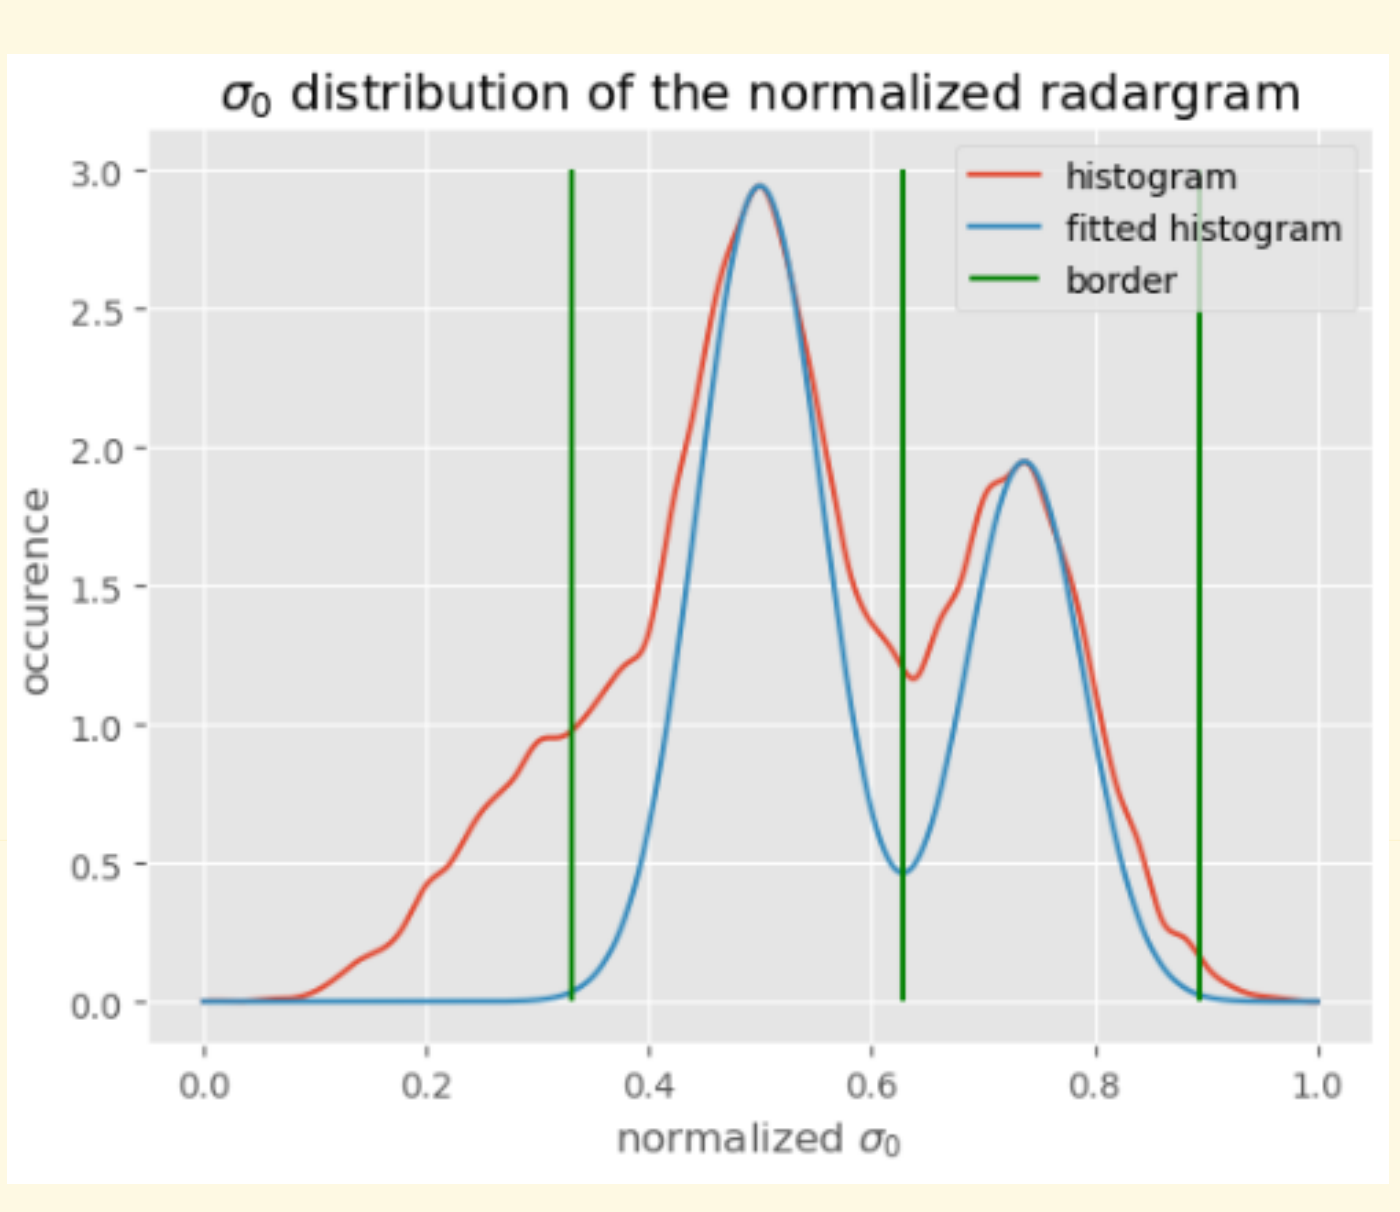 σ₀ distribution of the normalized radargram
3.0
2.5
2.0
1.5
1.0
0.5
0.0
occurence
histogram
fitted histogram
border
0.0 0.2 0.4 0.6 0.8 1.0
normalized σ₀